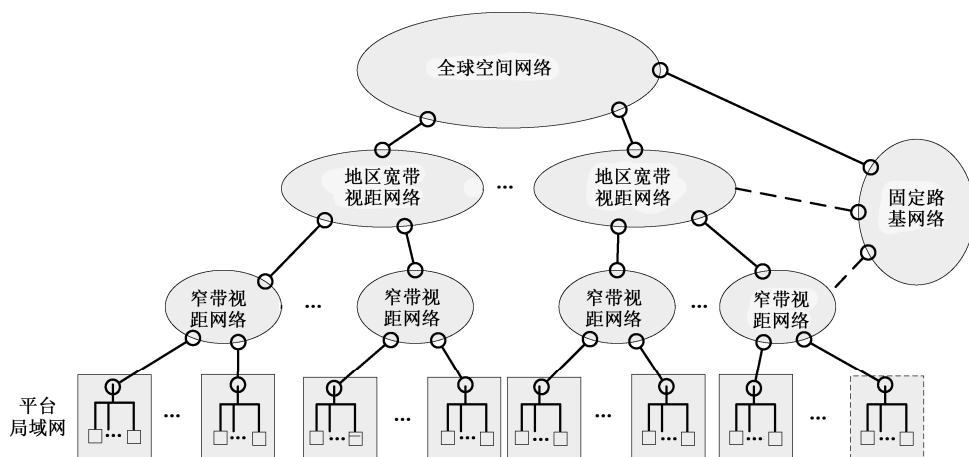 全球空间网络
地区宽带
视距网络
...
地区宽带
视距网络
固定路
基网络
窄带视
距网络
...
窄带视
距网络
窄带视
距网络
...
窄带视
距网络
平台
局域网